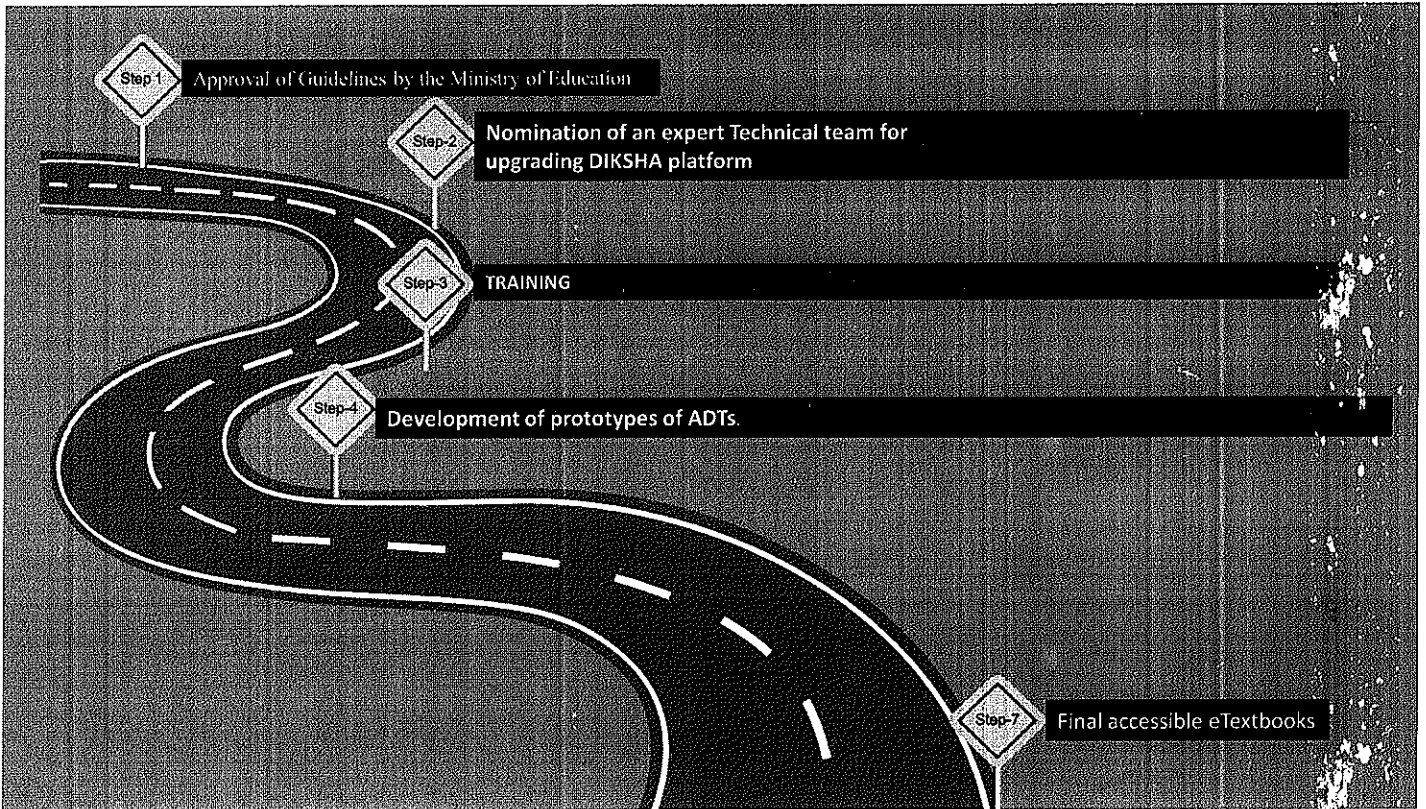 Step 1
Approval of Guidelines by the Ministry of Education
Step-2
Nomination of an expert Technical team for
upgrading DIKSHA platform
Step-3
TRAINING
Step-4
Development of prototypes of ADTs.
Step-7
Final accessible eTextbooks